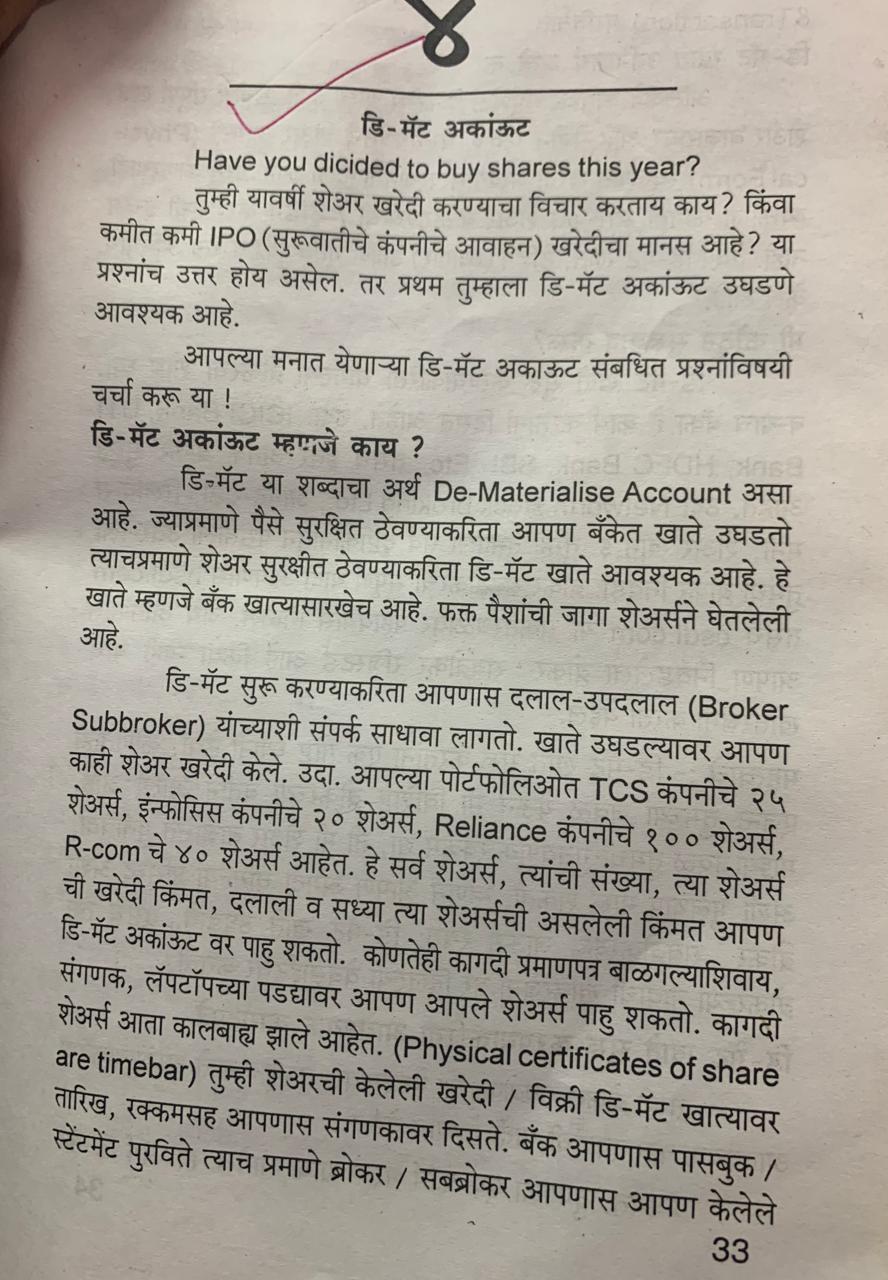 ४
डि-मॅट अकांऊट
Have you dicided to buy shares this year?
तुम्ही यावर्षी शेअर खरेदी करण्याचा विचार करताय काय? किंवा
कमीत कमी IPO (सुरूवातीचे कंपनीचे आवाहन) खरेदीचा मानस आहे? या
प्रश्नांच उत्तर होय असेल. तर प्रथम तुम्हाला डि-मॅट अकांऊट उघडणे
आवश्यक आहे.
आपल्या मनात येणाऱ्या डि-मॅट अकाऊट संबधित प्रश्नांविषयी
चर्चा करू या !
डि-मॅट अकांऊट म्हणजे काय ?
डि-मॅट या शब्दाचा अर्थ De-Materialise Account असा
आहे. ज्याप्रमाणे पैसे सुरक्षित ठेवण्याकरिता आपण बँकेत खाते उघडतो
त्याचप्रमाणे शेअर सुरक्षीत ठेवण्याकरिता डि-मॅट खाते आवश्यक आहे. हे
खाते म्हणजे बँक खात्यासारखेच आहे. फक्त पैशांची जागा शेअर्सने घेतलेली
आहे.
डि-मॅट सुरू करण्याकरिता आपणास दलाल-उपदलाल (Broker
Subbroker) यांच्याशी संपर्क साधावा लागतो. खाते उघडल्यावर आपण
काही शेअर खरेदी केले. उदा. आपल्या पोर्टफोलिओत TCS कंपनीचे २५
शेअर्स, इंन्फोसिस कंपनीचे २० शेअर्स, Reliance कंपनीचे १०० शेअर्स,
R-com चे ४० शेअर्स आहेत. हे सर्व शेअर्स, त्यांची संख्या, त्या शेअर्स
ची खरेदी किंमत, दलाली व सध्या त्या शेअर्सची असलेली किंमत आपण
डि-मॅट अकांऊट वर पाहु शकतो. कोणतेही कागदी प्रमाणपत्र बाळगल्याशिवाय,
संगणक, लॅपटॉपच्या पडद्यावर आपण आपले शेअर्स पाहु शकतो. कागदी
शेअर्स आता कालबाह्य झाले आहेत. (Physical certificates of share
are timebar) तुम्ही शेअरची केलेली खरेदी / विक्री डि-मॅट खात्यावर
तारिख, रक्कमसह आपणास संगणकावर दिसते. बँक आपणास पासबुक /
स्टेंटमेंट पुरविते त्याच प्रमाणे ब्रोकर / सबब्रोकर आपणास आपण केलेले
33